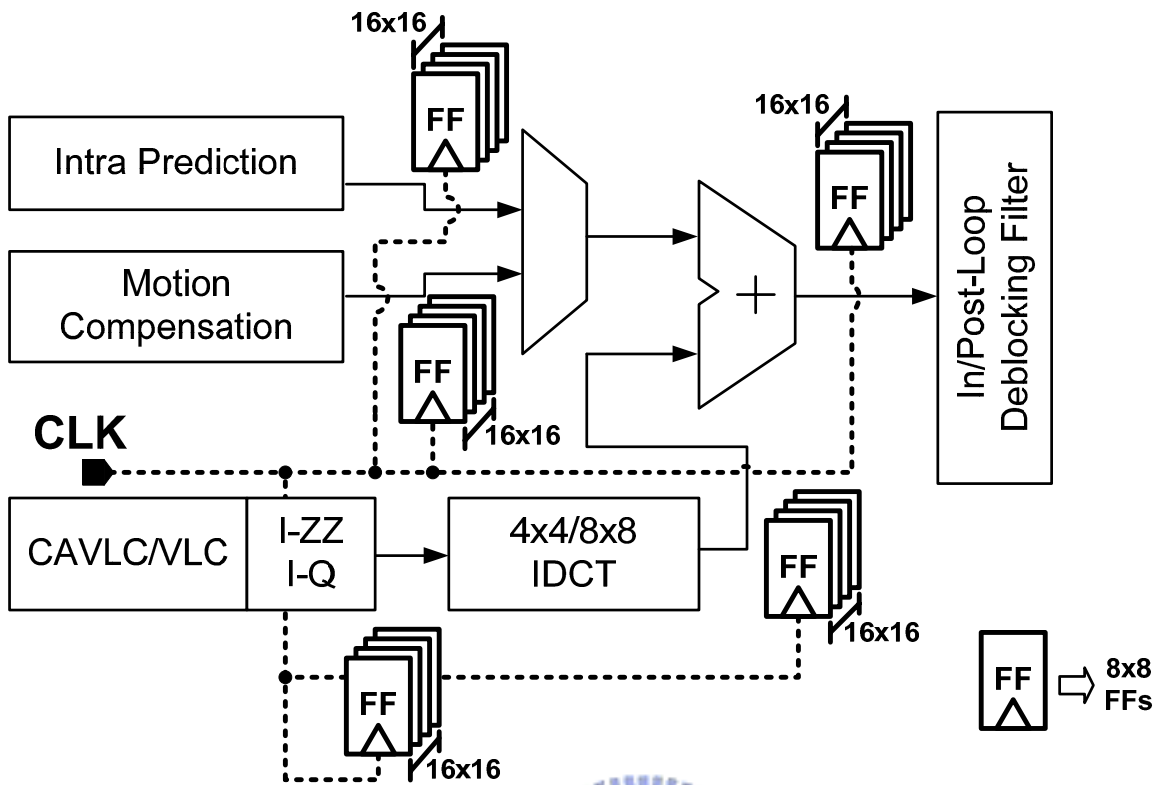 16x16
FF
16x16
FF
Intra Prediction
In/Post-Loop
Deblocking Filter
Motion
Compensation
FF
16x16
CLK
CAVLC/VLC
I-ZZ
I-Q
4x4/8x8
IDCT
FF
16x16
FF
16x16
FF
8x8
FFs